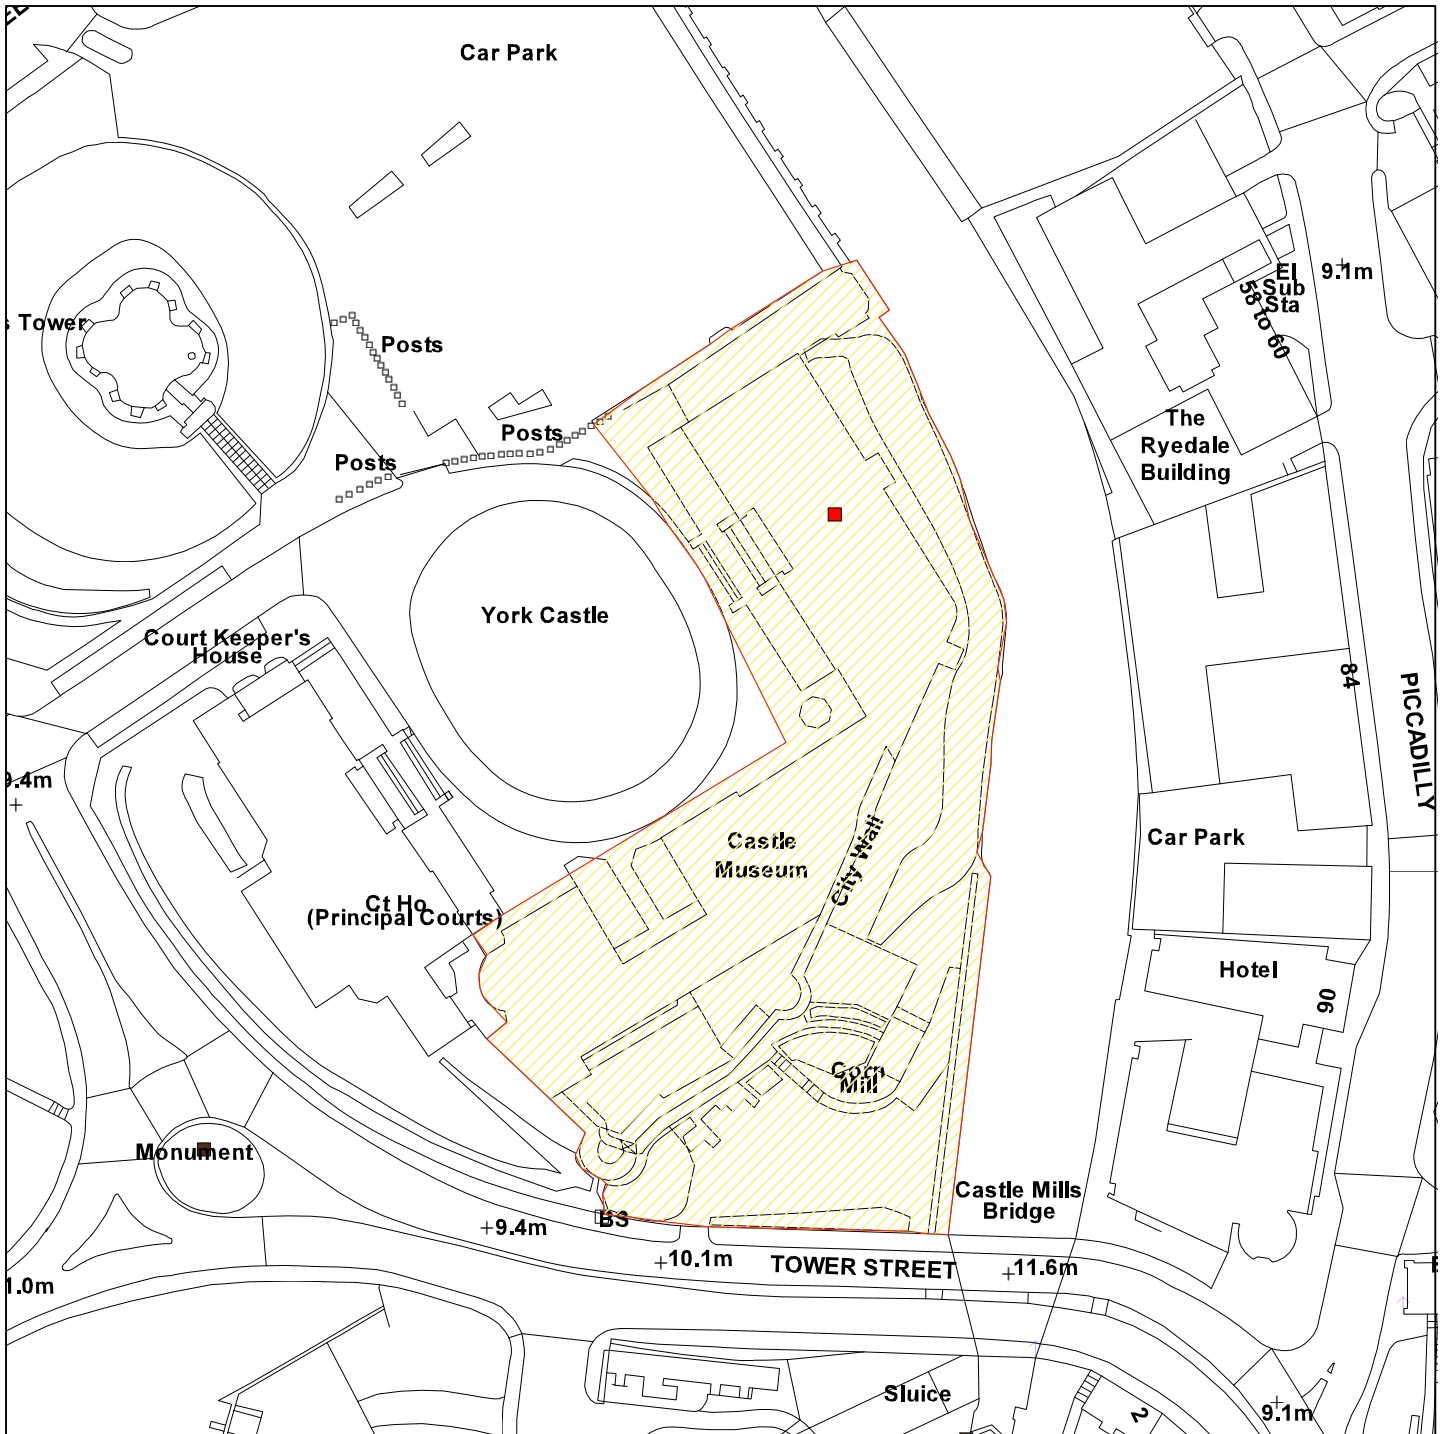 Car Park
s Tower
Posts
Posts
Posts
El
Sub
Sta
9.1m
58 to 60
The
Ryedale
Building
York Castle
Court Keeper's
House
84
PICCADILLY
9.4m
Castle
Museum
City Wall
Car Park
Ct Ho
(Principal Courts)
Hotel
90
Corn
Mill
Monument
Castle Mills
Bridge
BS
9.4m
10.1m
TOWER STREET
11.6m
1.0m
Sluice
2
9.1m